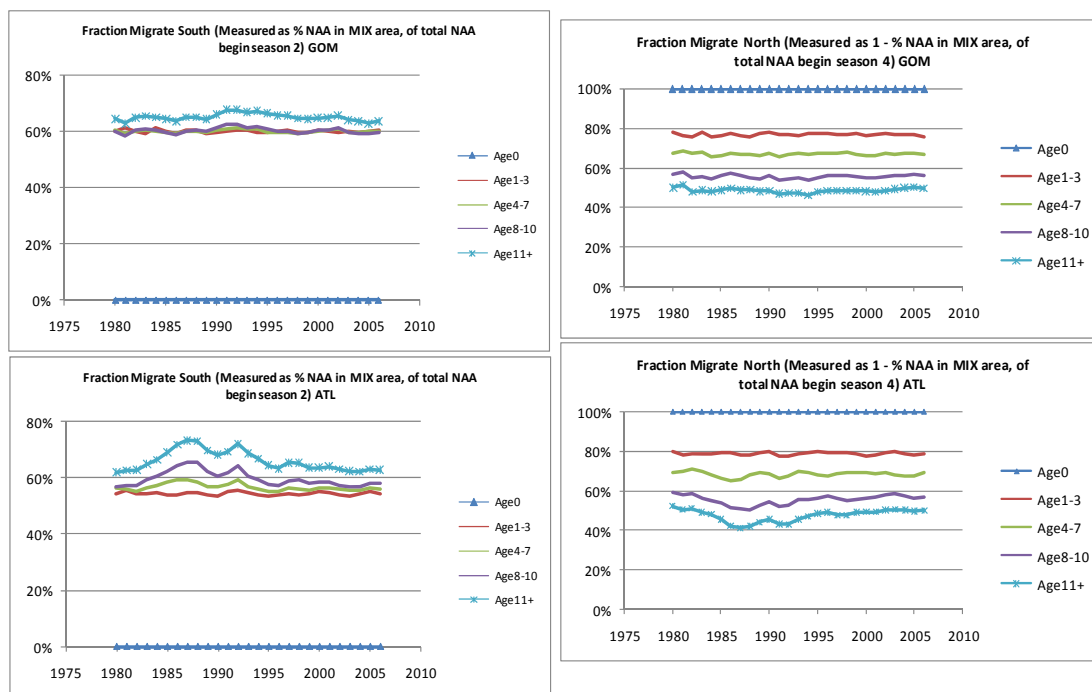 Fraction Migrate South (Measured as % NAA in MIX area, of total NAA
begin season 2) GOM
80%
60%
40%
20%
0%
1975 1980 1985 1990 1995 2000 2005 2010
Age0
Age1-3
Age4-7
Age8-10
Age11+
Fraction Migrate North (Measured as 1 - % NAA in MIX area, of
total NAA begin season 4) GOM
100%
80%
60%
40%
20%
0%
1975 1980 1985 1990 1995 2000 2005 2010
Age0
Age1-3
Age4-7
Age8-10
Age11+
Fraction Migrate South (Measured as % NAA in MIX area, of total NAA
begin season 2) ATL
80%
60%
40%
20%
0%
1975 1980 1985 1990 1995 2000 2005 2010
Age0
Age1-3
Age4-7
Age8-10
Age11+
Fraction Migrate North (Measured as 1 - % NAA in MIX area, of
total NAA begin season 4) ATL
100%
80%
60%
40%
20%
0%
1975 1980 1985 1990 1995 2000 2005 2010
Age0
Age1-3
Age4-7
Age8-10
Age11+